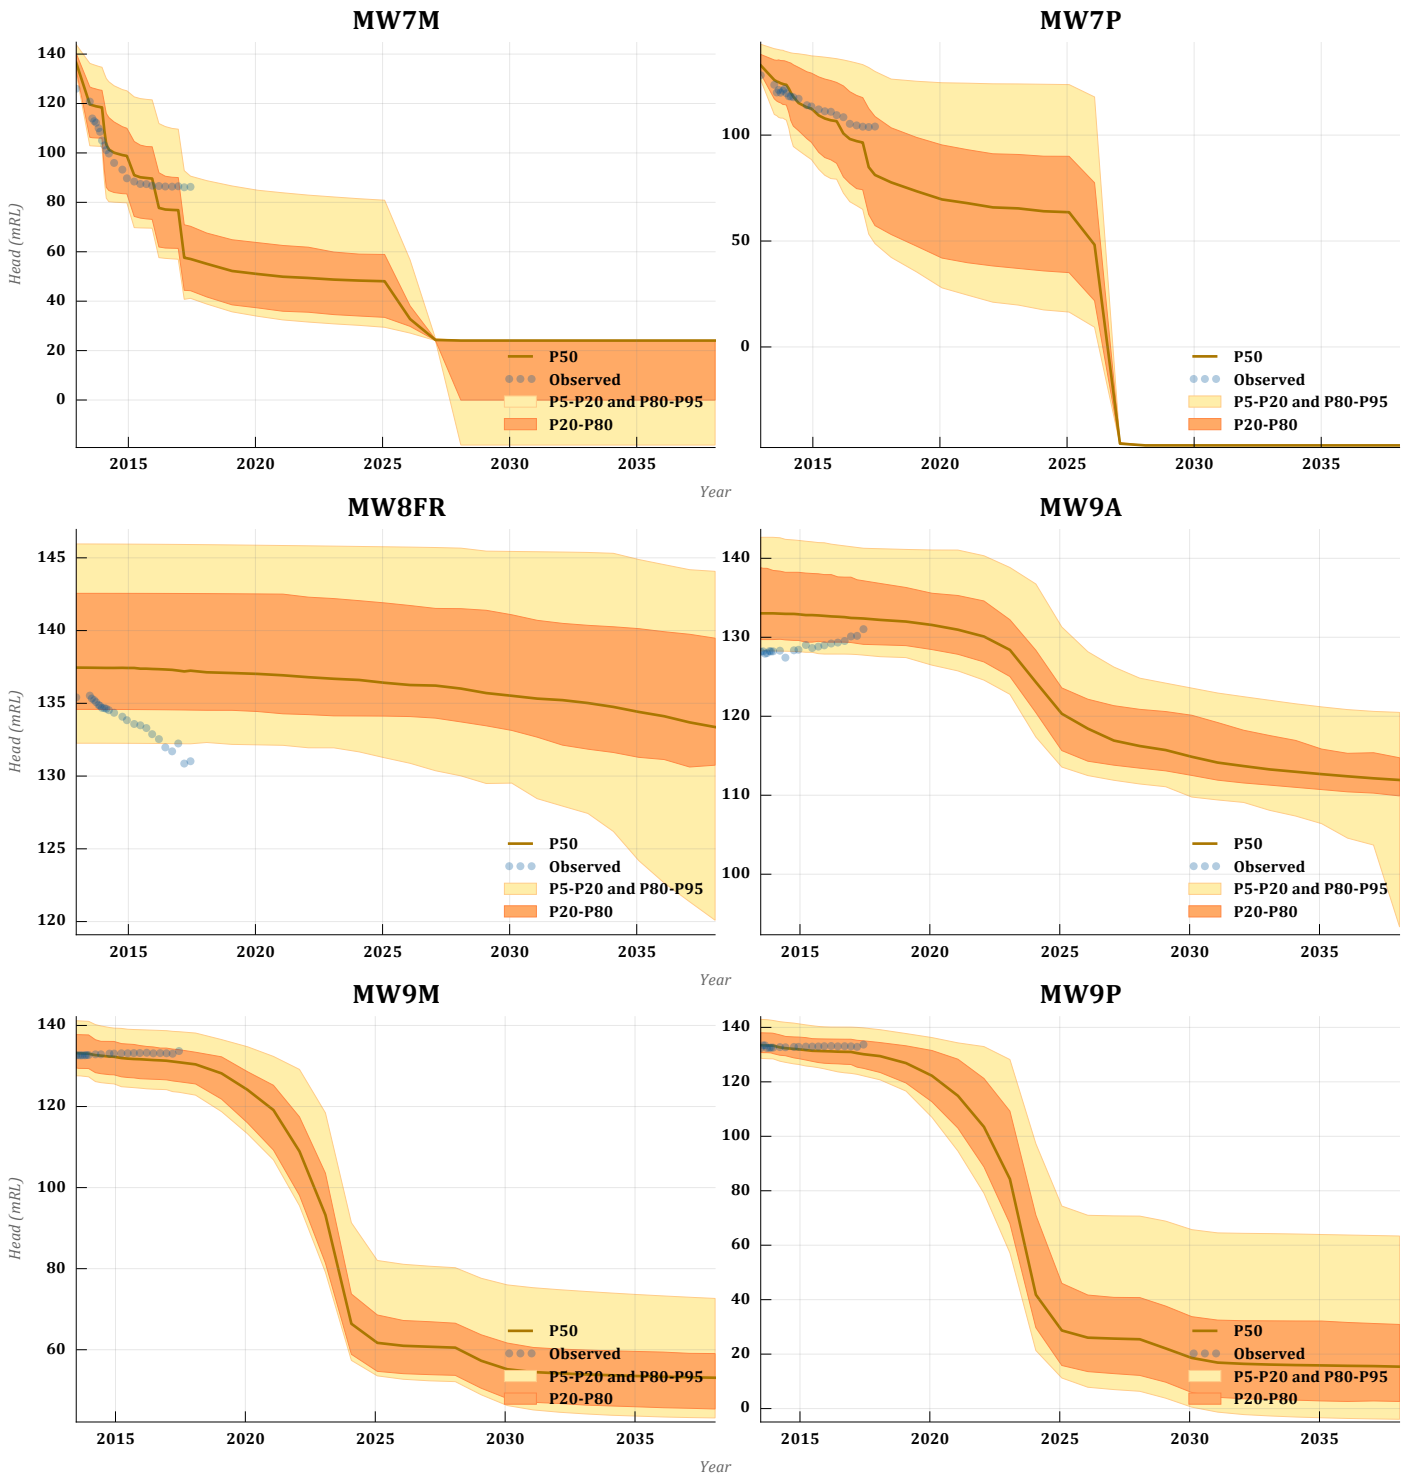 MW7M
MW7P
140
120
100
80
60
40
20
0
Head (mRL)
P50
Observed
P5-P20 and P80-P95
P20-P80
2015
2020
2025
2030
2035
100
50
0
P50
Observed
P5-P20 and P80-P95
P20-P80
2015
2020
2025
2030
2035
Year
MW8FR
MW9A
145
140
135
130
125
120
Head (mRL)
P50
Observed
P5-P20 and P80-P95
P20-P80
2015
2020
2025
2030
2035
140
130
120
110
100
P50
Observed
P5-P20 and P80-P95
P20-P80
2015
2020
2025
2030
2035
Year
MW9M
MW9P
140
120
100
80
60
Head (mRL)
P50
Observed
P5-P20 and P80-P95
P20-P80
2015
2020
2025
2030
2035
140
120
100
80
60
40
20
0
P50
Observed
P5-P20 and P80-P95
P20-P80
2015
2020
2025
2030
2035
Year